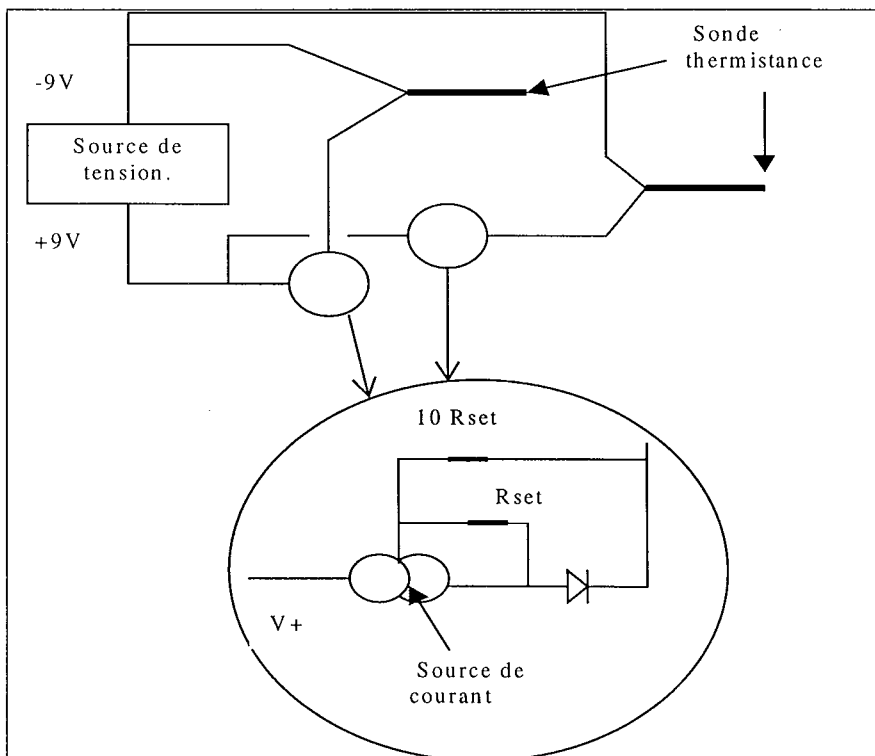 Sonde
thermistance
-9V
Source de
tension.
+9V
10 Rset
Rset
V+
Source de
courant